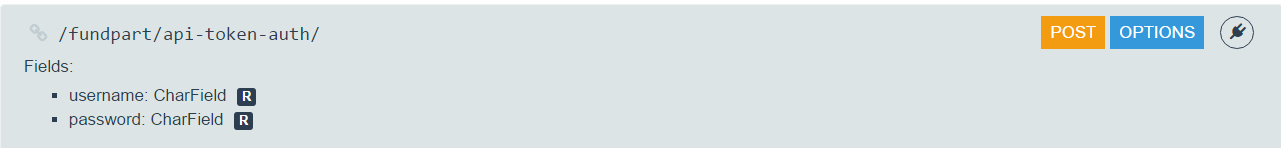 /fundpart/api-token-auth/ POST OPTIONS
Fields:
username: CharField R
password: CharField R